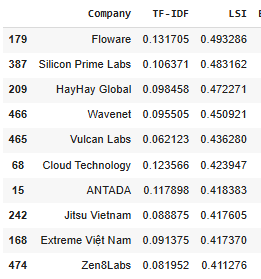 Company TF-IDF LSI
179 Floware 0.131705 0.493286
387 Silicon Prime Labs 0.106371 0.483162
209 HayHay Global 0.098458 0.472271
466 Wavenet 0.095505 0.450921
465 Vulcan Labs 0.062123 0.436280
68 Cloud Technology 0.123566 0.423947
15 ANTADA 0.117898 0.418383
242 Jitsu Vietnam 0.088875 0.417605
168 Extreme Việt Nam 0.091375 0.417370
474 Zen8Labs 0.081952 0.411276